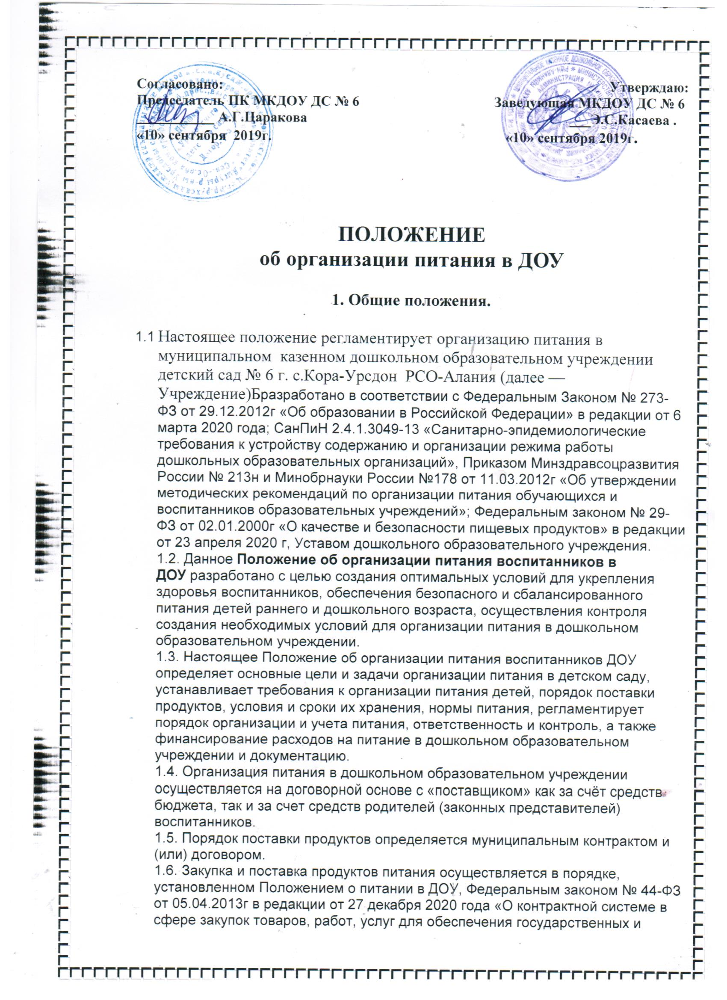 Согласовано:
Председатель ПК МКДОУ ДС № 6
__________ А.Г.Царакова
«10» сентября 2019г.
Утверждаю:
Заведующая МКДОУ ДС № 6
___Э.С.Касаева .
«10» сентября 2019г.
ПОЛОЖЕНИЕ
об организации питания в ДОУ
1. Общие положения.
1.1 Настоящее положение регламентирует организацию питания в
муниципальном казенном дошкольном образовательном учреждении
детский сад № 6 г. с.Кора-Урсдон РСО-Алания (далее —
Учреждение)Бразработано в соответствии с Федеральным Законом № 273-
ФЗ от 29.12.2012г «Об образовании в Российской Федерации» в редакции от 6
марта 2020 года; СанПиН 2.4.1.3049-13 «Санитарно-эпидемиологические
требования к устройству содержанию и организации режима работы
дошкольных образовательных организаций», Приказом Минздравсоцразвития
России № 213н и Минобрнауки России №178 от 11.03.2012г «Об утверждении
методических рекомендаций по организации питания обучающихся и
воспитанников образовательных учреждений»; Федеральным законом № 29-
ФЗ от 02.01.2000г «О качестве и безопасности пищевых продуктов» в редакции
от 23 апреля 2020 г, Уставом дошкольного образовательного учреждения.
1.2. Данное Положение об организации питания воспитанников в
ДОУ разработано с целью создания оптимальных условий для укрепления
здоровья воспитанников, обеспечения безопасного и сбалансированного
питания детей раннего и дошкольного возраста, осуществления контроля
создания необходимых условий для организации питания в дошкольном
образовательном учреждении.
1.3. Настоящее Положение об организации питания воспитанников ДОУ
определяет основные цели и задачи организации питания в детском саду,
устанавливает требования к организации питания детей, порядок поставки
продуктов, условия и сроки их хранения, нормы питания, регламентирует
порядок организации и учета питания, ответственность и контроль, а также
финансирование расходов на питание в дошкольном образовательном
учреждении и документацию.
1.4. Организация питания в дошкольном образовательном учреждении
осуществляется на договорной основе с «поставщиком» как за счёт средств
бюджета, так и за счет средств родителей (законных представителей)
воспитанников.
1.5. Порядок поставки продуктов определяется муниципальным контрактом и
(или) договором.
1.6. Закупка и поставка продуктов питания осуществляется в порядке,
установленном Положением о питании в ДОУ, Федеральным законом № 44-ФЗ
от 05.04.2013г в редакции от 27 декабря 2020 года «О контрактной системе в
сфере закупок товаров, работ, услуг для обеспечения государственных и